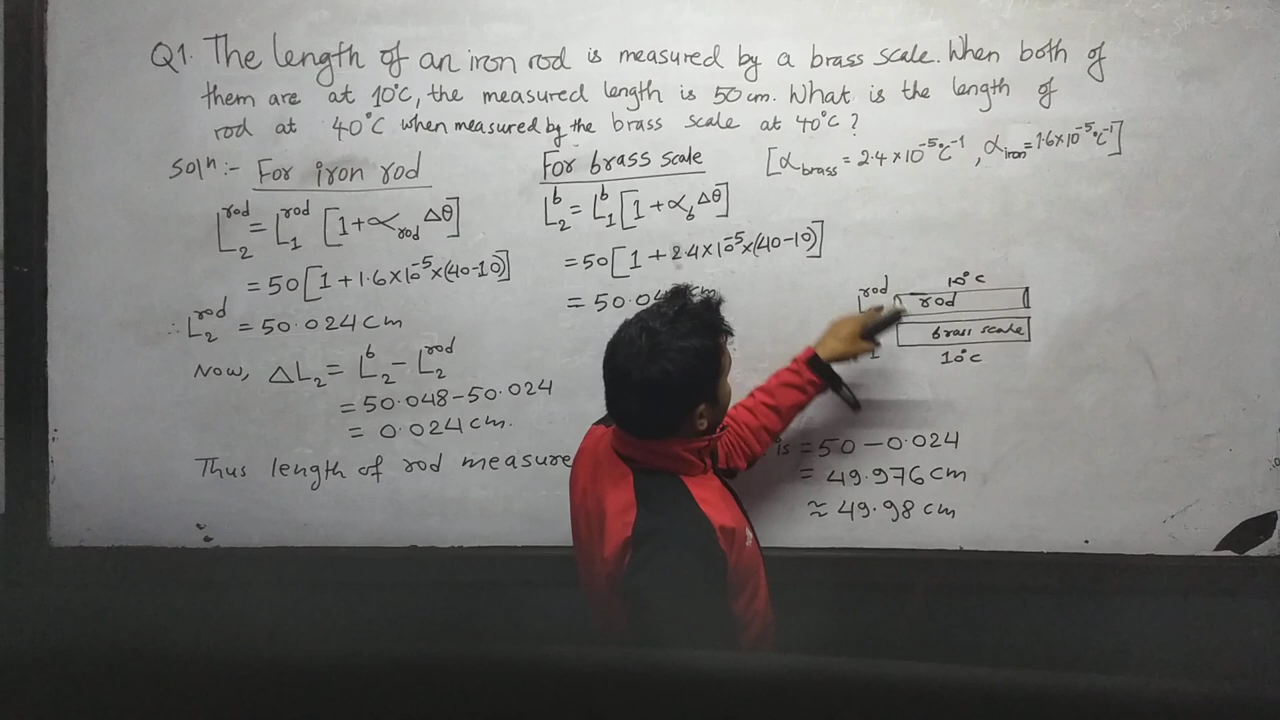 Q1. The length of an iron rod is measured by a brass scale. When both of
them are at 10°C, the measured length is 50 cm. What is the length of
rod at 40°C when measured by the brass scale at 40°C ?
[α_brass = 2.4×10⁻⁵°C⁻¹, α_iron = 1.6×10⁻⁵°C⁻¹]
Solⁿ:- For iron rod
L₂^rod = L₁^rod [1+α_rod Δθ]
= 50[1+1.6×10⁻⁵×(40-10)]
∴ L₂^rod = 50.024 cm
Now, ΔL₂ = L₂^b - L₂^rod
= 50.048-50.024
= 0.024 cm.
Thus length of rod measure
For brass scale
L₂^b = L₁^b [1+α_b Δθ]
= 50[1+2.4×10⁻⁵×(40-10)]
= 50.04 cm
rod 10°C
rod
brass scale
1 10°C
is = 50-0.024
= 49.976 cm
≈ 49.98 cm